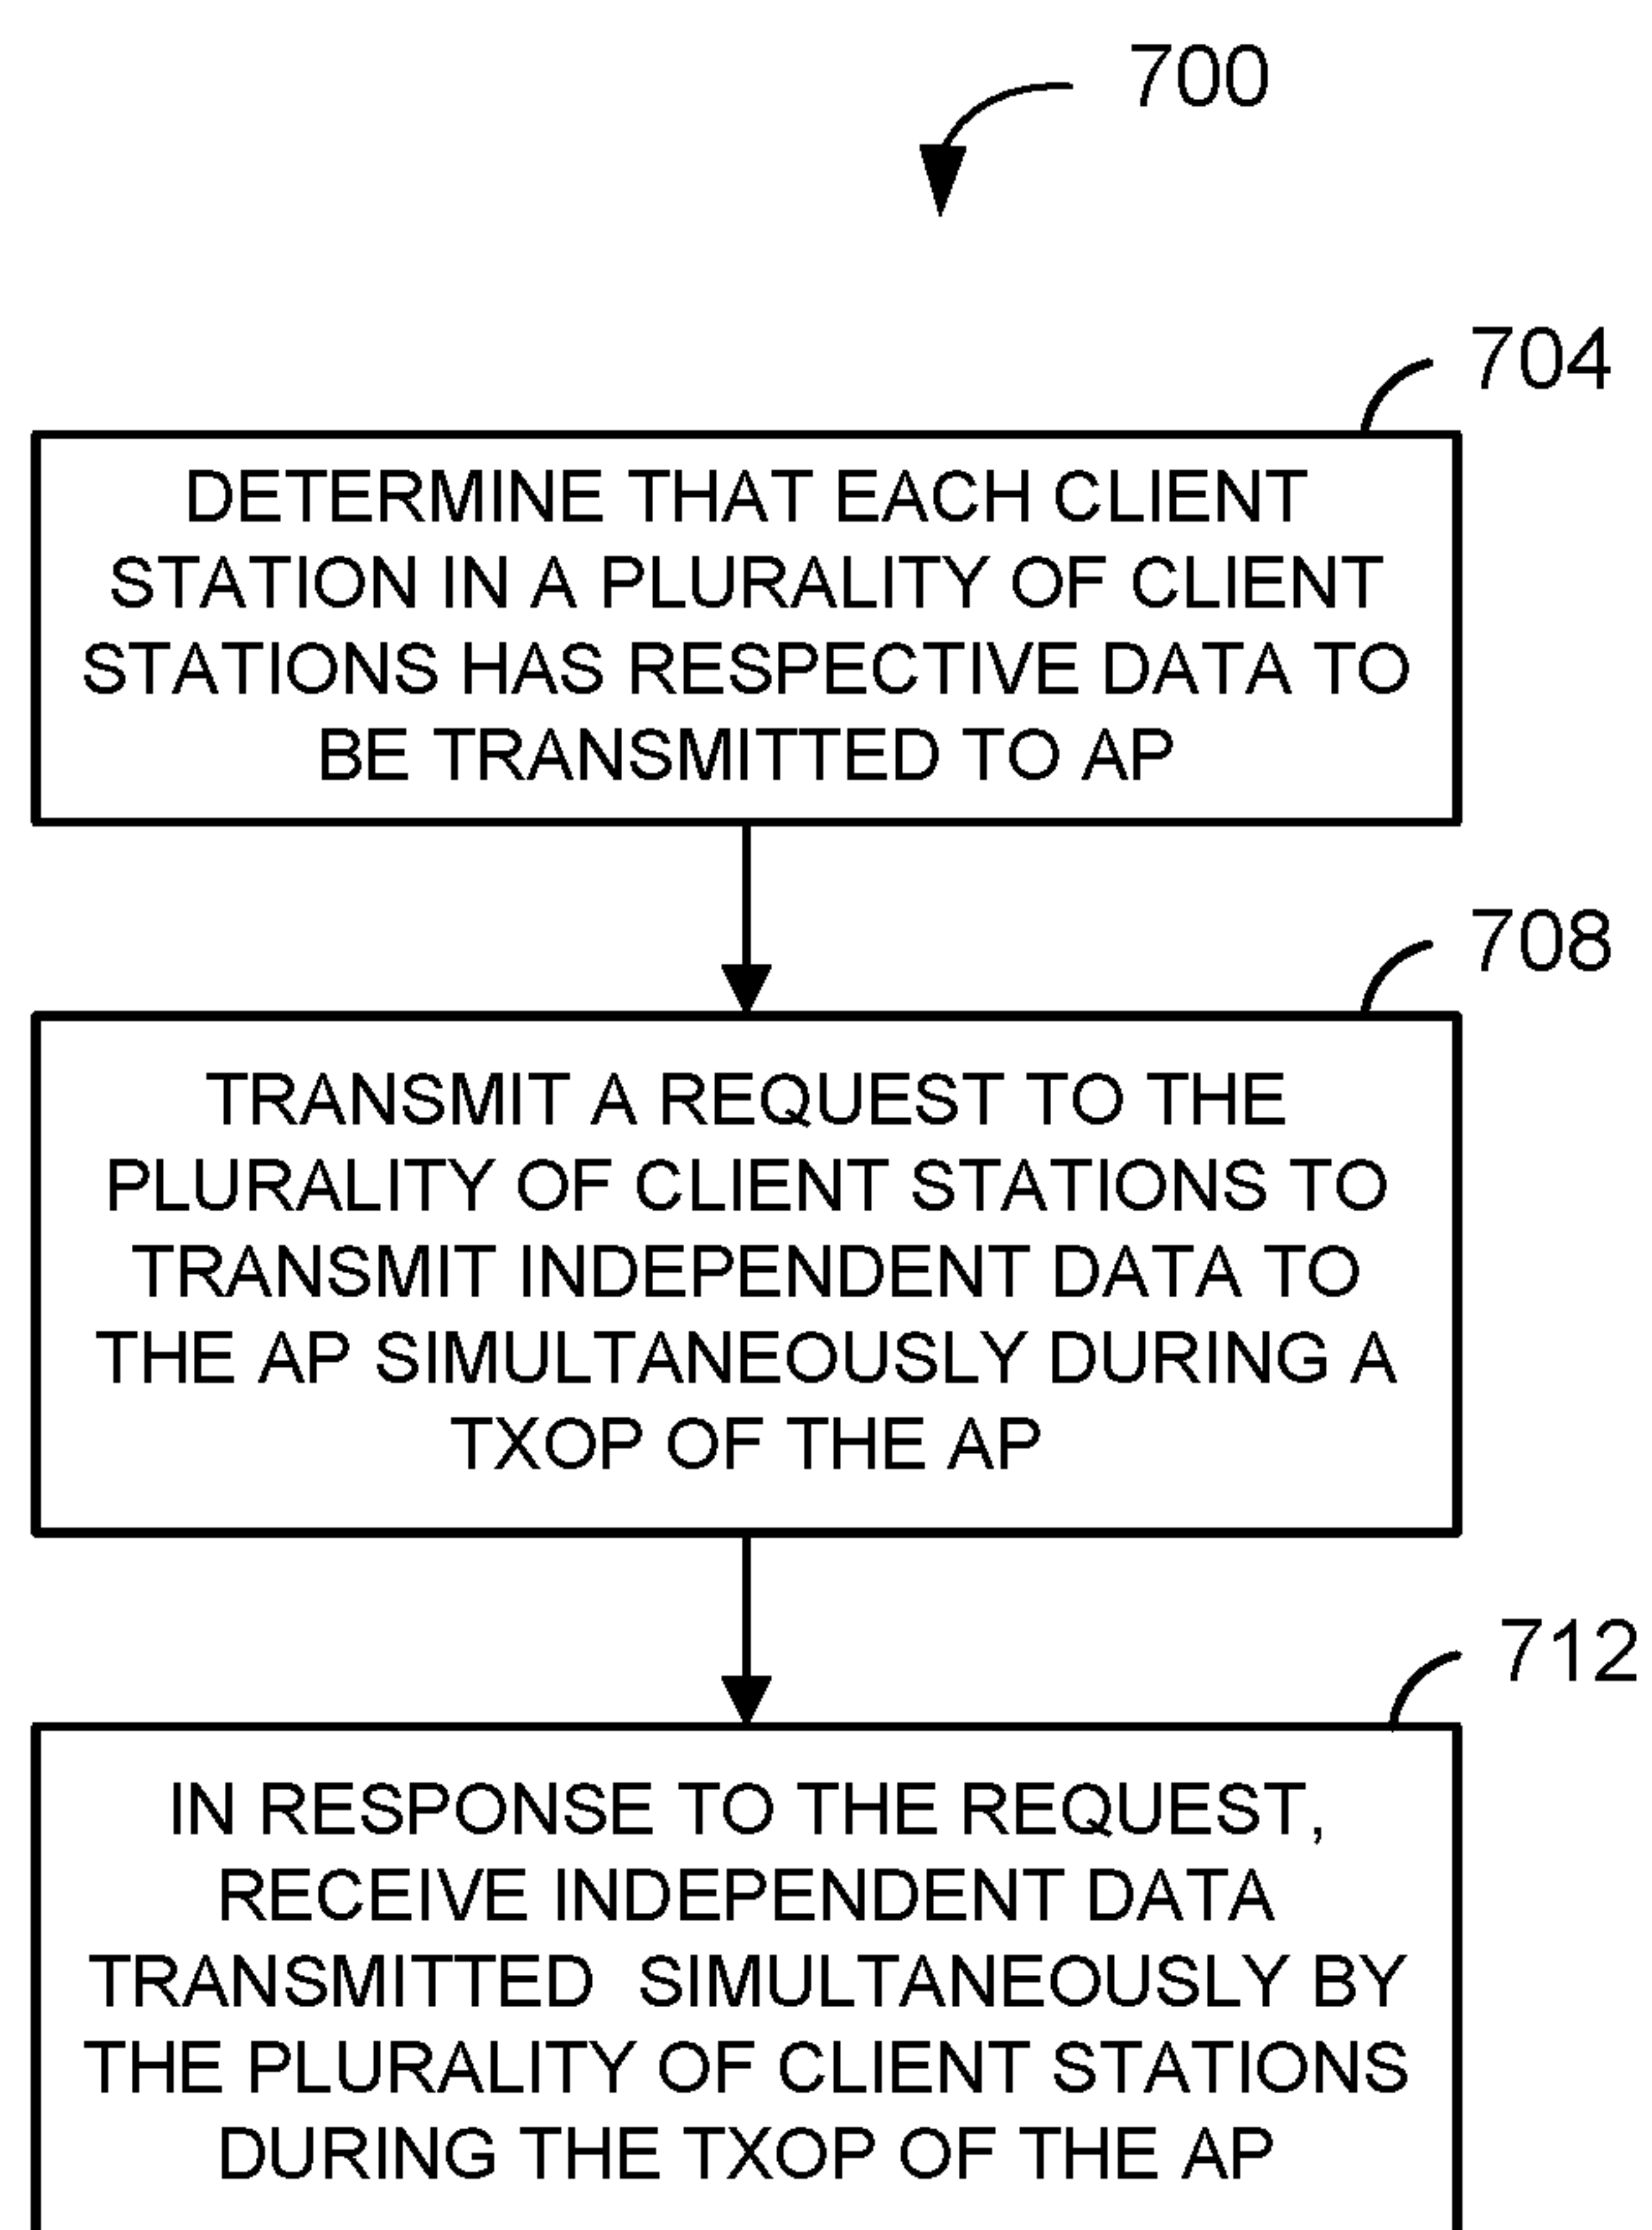 700
704
DETERMINE THAT EACH CLIENT
STATION IN A PLURALITY OF CLIENT
STATIONS HAS RESPECTIVE DATA TO
BE TRANSMITTED TO AP
708
TRANSMIT A REQUEST TO THE
PLURALITY OF CLIENT STATIONS TO
TRANSMIT INDEPENDENT DATA TO
THE AP SIMULTANEOUSLY DURING A
TXOP OF THE AP
712
IN RESPONSE TO THE REQUEST,
RECEIVE INDEPENDENT DATA
TRANSMITTED  SIMULTANEOUSLY BY
THE PLURALITY OF CLIENT STATIONS
DURING THE TXOP OF THE AP